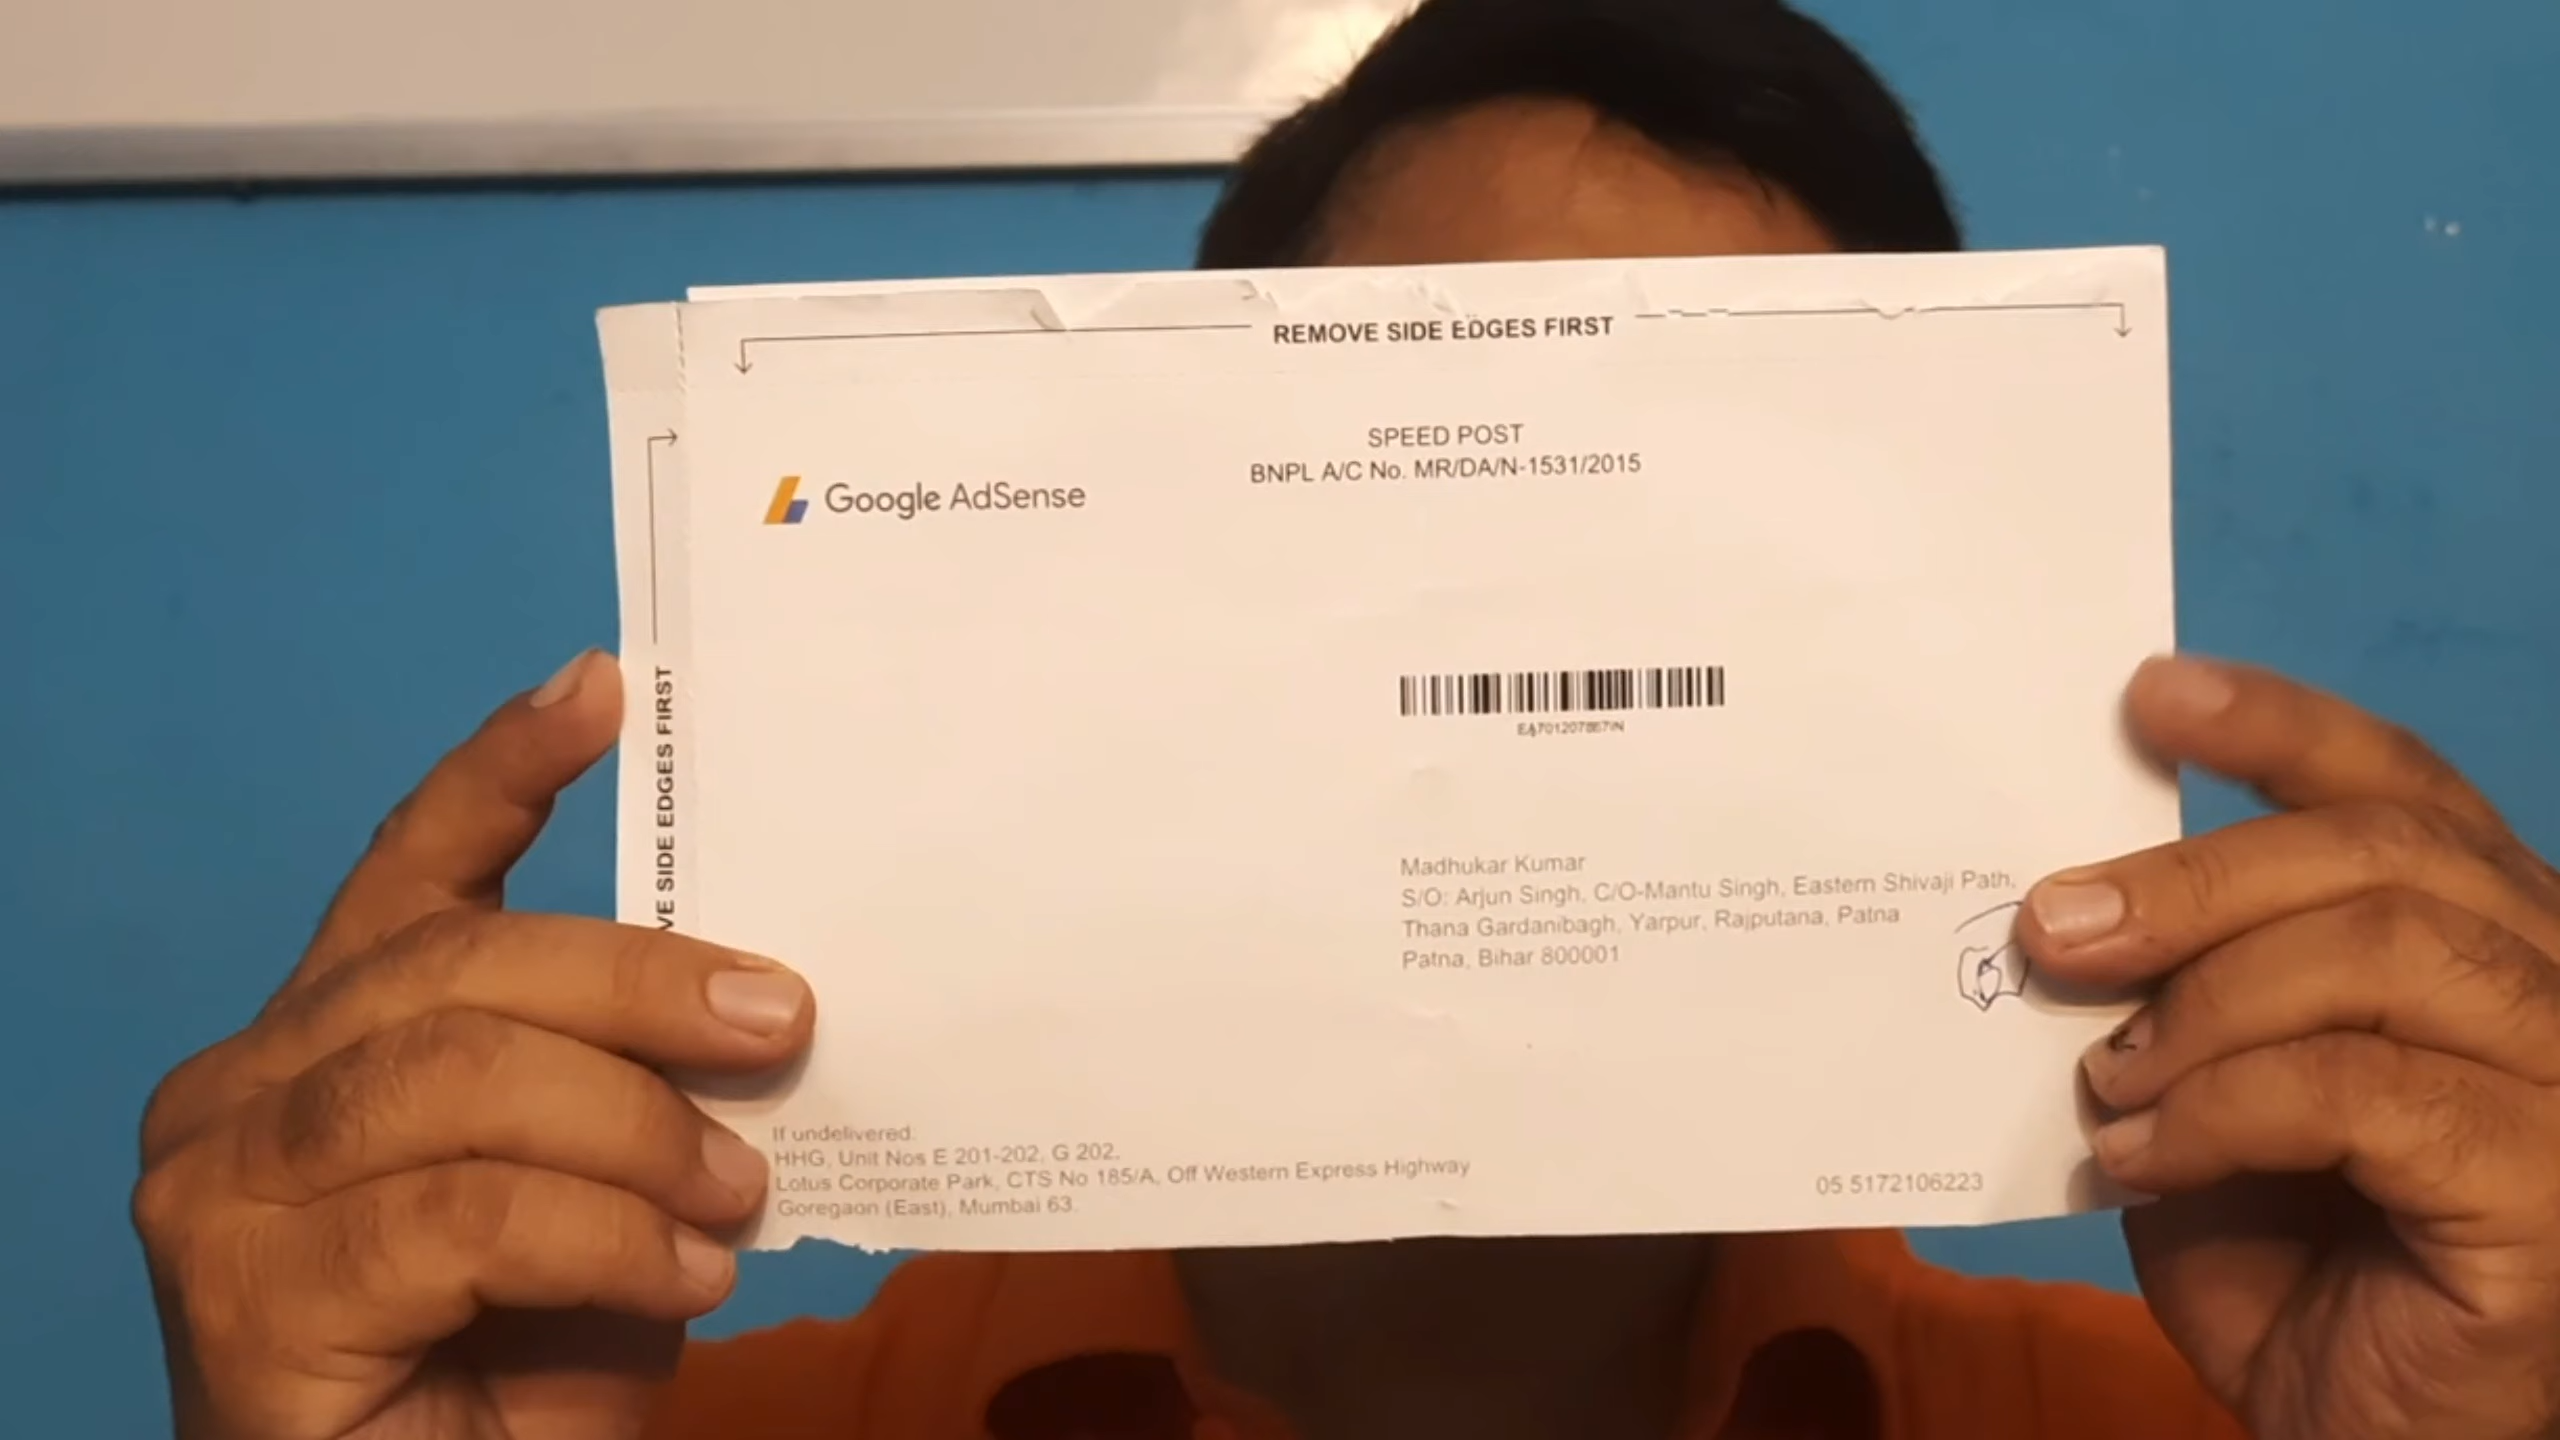 REMOVE SIDE EDGES FIRST
SPEED POST
BNPL A/C No. MR/DA/N-1531/2015
Google AdSense
VE SIDE EDGES FIRST
EA701207857IN
Madhukar Kumar
S/O: Arjun Singh, C/O-Mantu Singh, Eastern Shivaji Path,
Thana Gardanibagh, Yarpur, Rajputana, Patna
Patna, Bihar 800001
If undelivered:
HHG, Unit Nos E 201-202, G 202,
Lotus Corporate Park, CTS No 185/A, Off Western Express Highway
Goregaon (East), Mumbai 63.
05 5172106223